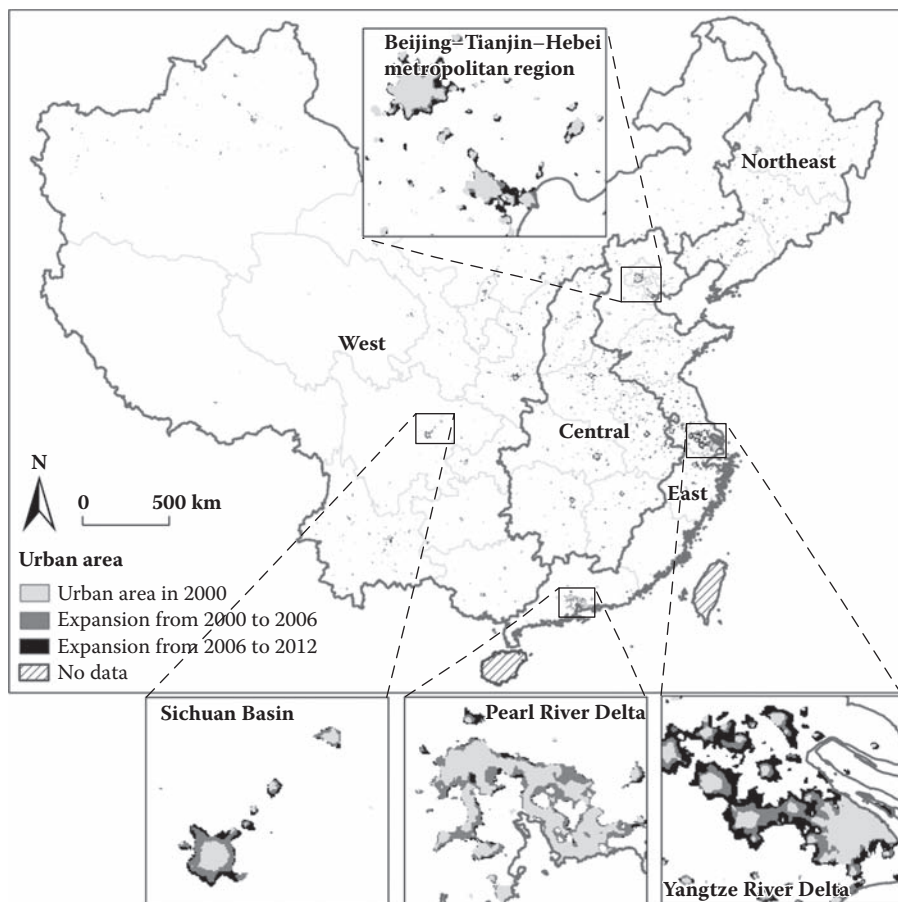 Beijing–Tianjin–Hebei
metropolitan region
Northeast
West
Central
East
N
0 500 km
Urban area
Urban area in 2000
Expansion from 2000 to 2006
Expansion from 2006 to 2012
No data
Sichuan Basin
Pearl River Delta
Yangtze River Delta